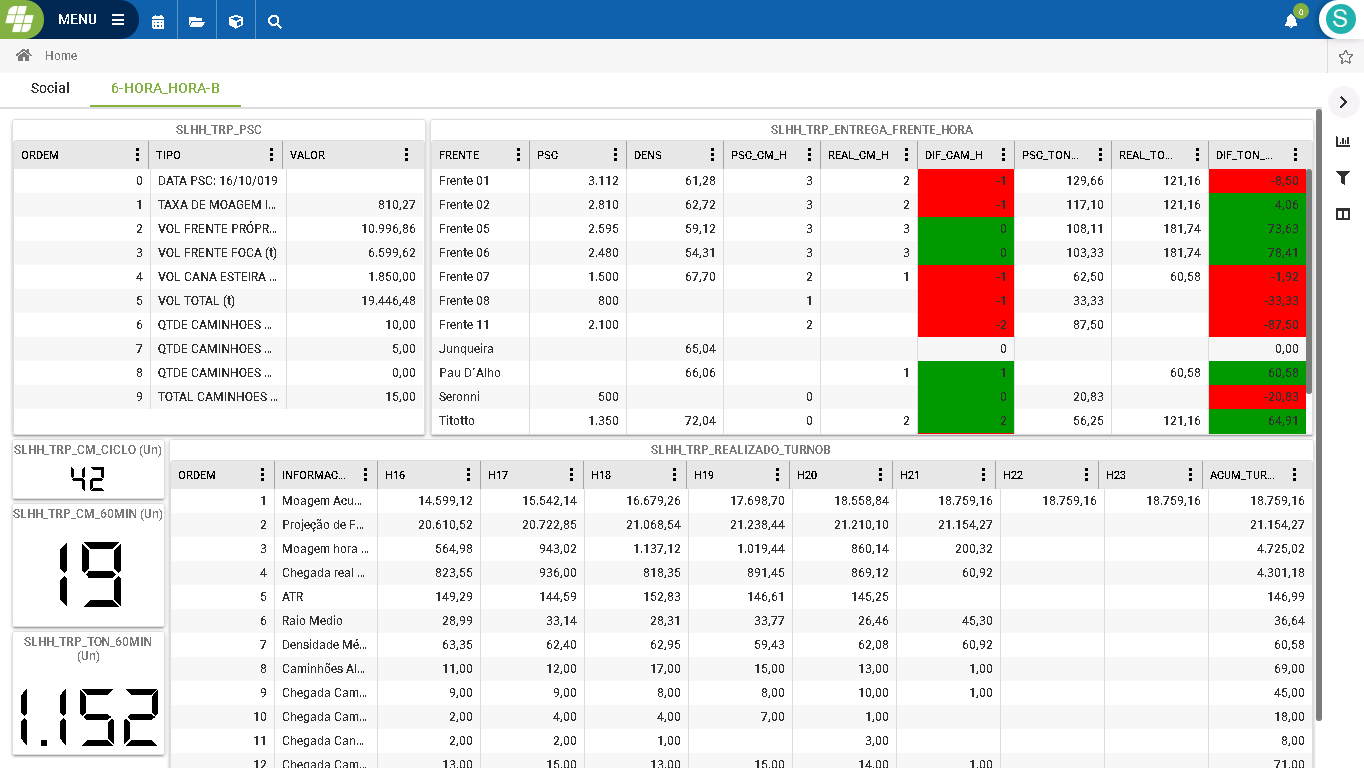 MENU
0
S
Home
Social 6-HORA_HORA-B
SLHH_TRP_PSC
ORDEM TIPO VALOR
0 DATA PSC: 16/10/019
1 TAXA DE MOAGEM I... 810,27
2 VOL FRENTE PRÓPR... 10.996,86
3 VOL FRENTE FOCA (t) 6.599,62
4 VOL CANA ESTEIRA ... 1.850,00
5 VOL TOTAL (t) 19.446,48
6 QTDE CAMINHOES ... 10,00
7 QTDE CAMINHOES ... 5,00
8 QTDE CAMINHOES ... 0,00
9 TOTAL CAMINHOES ... 15,00
SLHH_TRP_ENTREGA_FRENTE_HORA
FRENTE PSC DENS PSC_CM_H REAL_CM_H DIF_CAM_H PSC_TON... REAL_TO... DIF_TON_...
Frente 01 3.112 61,28 3 2 -1 129,66 121,16 -8,50
Frente 02 2.810 62,72 3 2 -1 117,10 121,16 4,06
Frente 05 2.595 59,12 3 3 0 108,11 181,74 73,63
Frente 06 2.480 54,31 3 3 0 103,33 181,74 78,41
Frente 07 1.500 67,70 2 1 -1 62,50 60,58 -1,92
Frente 08 800 1 -1 33,33 -33,33
Frente 11 2.100 2 -2 87,50 -87,50
Junqueira 65,04 0 0,00
Pau D´Alho 66,06 1 1 60,58 60,58
Seronni 500 0 0 20,83 -20,83
Titotto 1.350 72,04 0 2 2 56,25 121,16 64,91
SLHH_TRP_CM_CICLO (Un)
42
SLHH_TRP_CM_60MIN (Un)
19
SLHH_TRP_TON_60MIN
(Un)
1.152
SLHH_TRP_REALIZADO_TURNOB
ORDEM INFORMAC... H16 H17 H18 H19 H20 H21 H22 H23 ACUM_TUR...
1 Moagem Acu... 14.599,12 15.542,14 16.679,26 17.698,70 18.558,84 18.759,16 18.759,16 18.759,16 18.759,16
2 Projeção de F... 20.610,52 20.722,85 21.068,54 21.238,44 21.210,10 21.154,27 21.154,27
3 Moagem hora ... 564,98 943,02 1.137,12 1.019,44 860,14 200,32 4.725,02
4 Chegada real ... 823,55 936,00 818,35 891,45 869,12 60,92 4.301,18
5 ATR 149,29 144,59 152,83 146,61 145,25 146,99
6 Raio Medio 28,99 33,14 28,31 33,77 26,46 45,30 36,64
7 Densidade Mé... 63,35 62,40 62,95 59,43 62,08 60,92 60,58
8 Caminhões Al... 11,00 12,00 17,00 15,00 13,00 1,00 69,00
9 Chegada Cam... 9,00 9,00 8,00 8,00 10,00 1,00 45,00
10 Chegada Cam... 2,00 4,00 4,00 7,00 1,00 18,00
11 Chegada Can... 2,00 2,00 1,00 3,00 8,00
12 Chegada Cam... 13,00 15,00 13,00 15,00 14,00 1,00 71,00